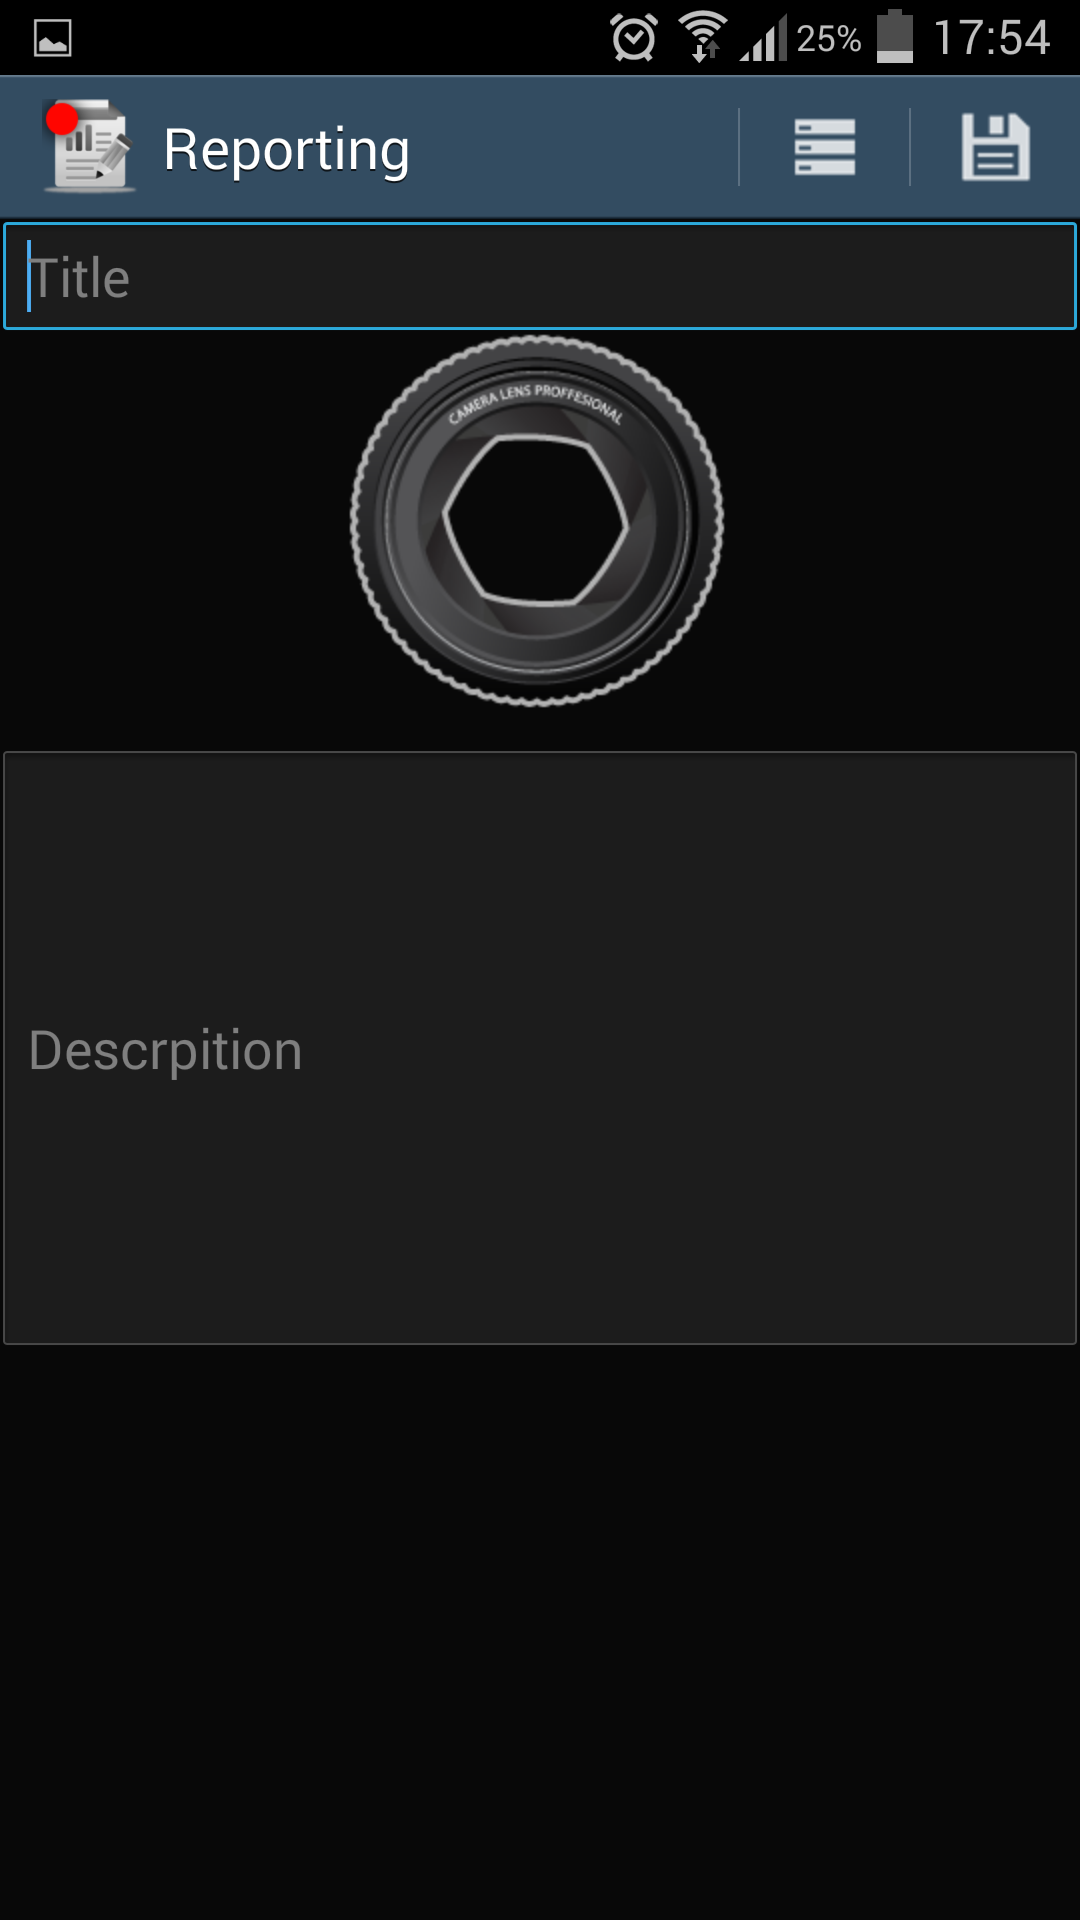 25% 17:54
Reporting
Title
CAMERA LENS PROFFESIONAL
Descrpition